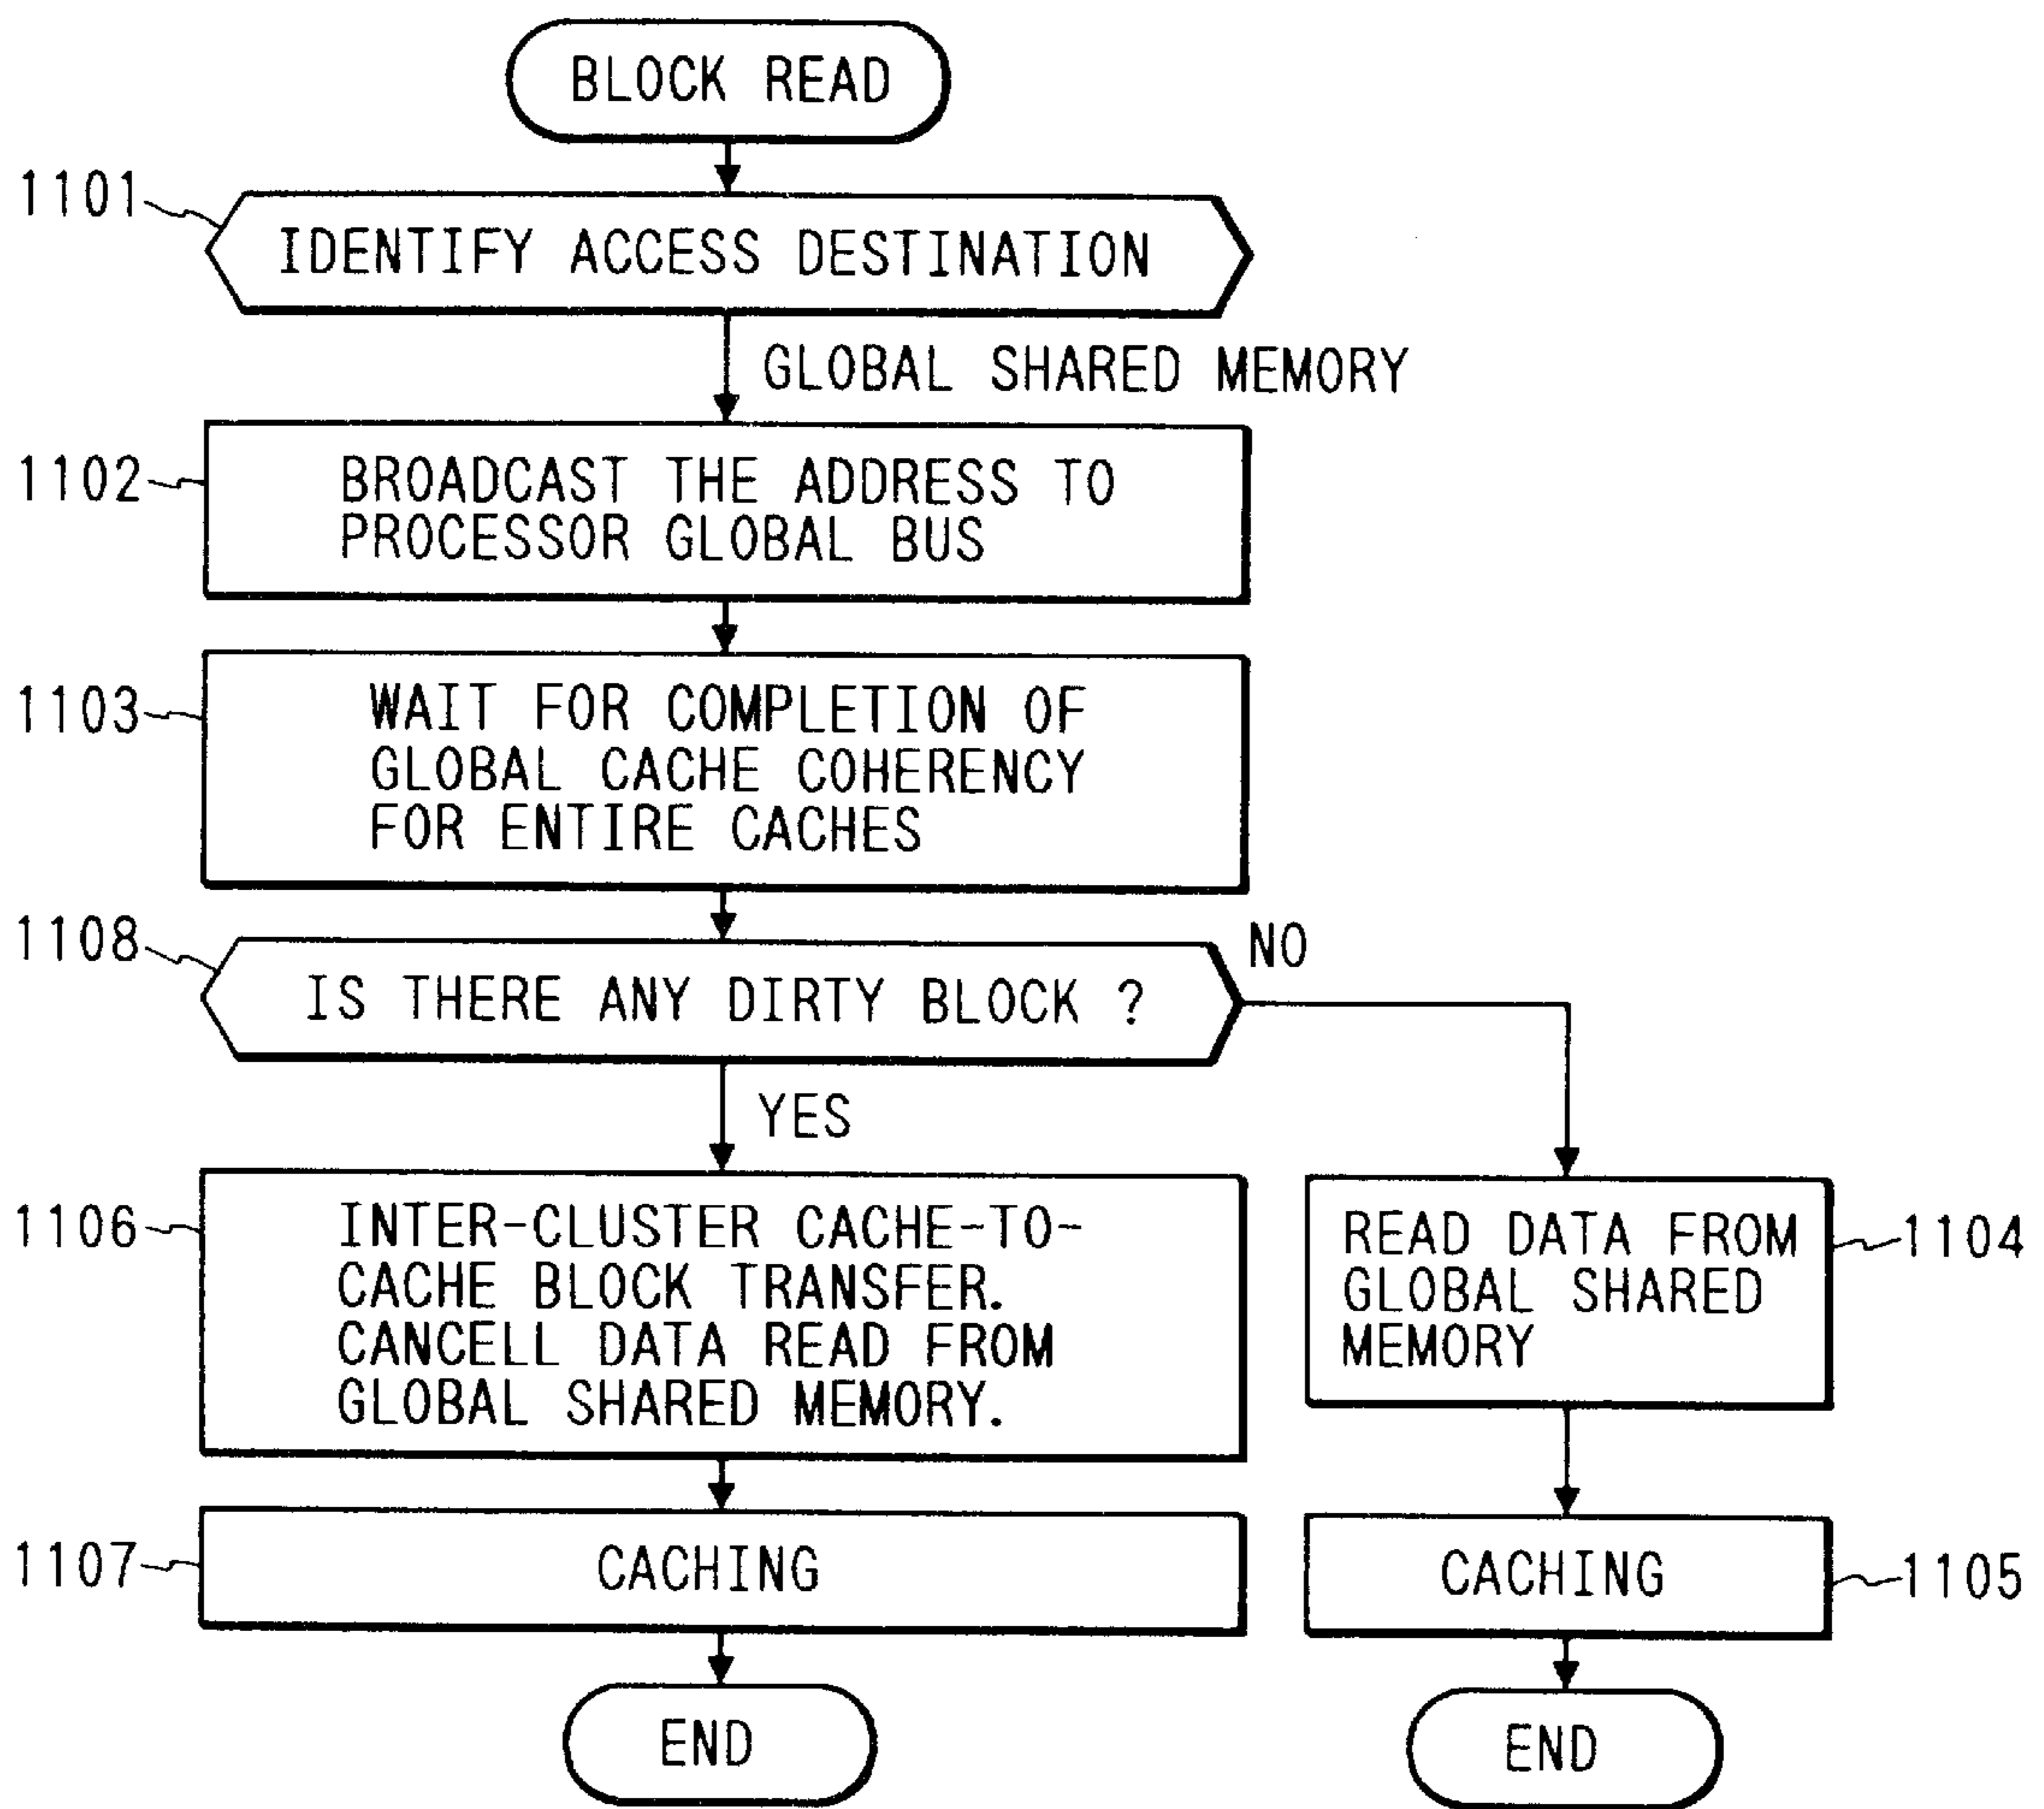 BLOCK READ
1101
IDENTIFY ACCESS DESTINATION
GLOBAL SHARED MEMORY
1102
BROADCAST THE ADDRESS TO
PROCESSOR GLOBAL BUS
1103
WAIT FOR COMPLETION OF
GLOBAL CACHE COHERENCY
FOR ENTIRE CACHES
1108
IS THERE ANY DIRTY BLOCK ?
NO
YES
1106
INTER-CLUSTER CACHE-TO-
CACHE BLOCK TRANSFER.
CANCELL DATA READ FROM
GLOBAL SHARED MEMORY.
READ DATA FROM
GLOBAL SHARED
MEMORY
1104
1107
CACHING
CACHING
1105
END
END